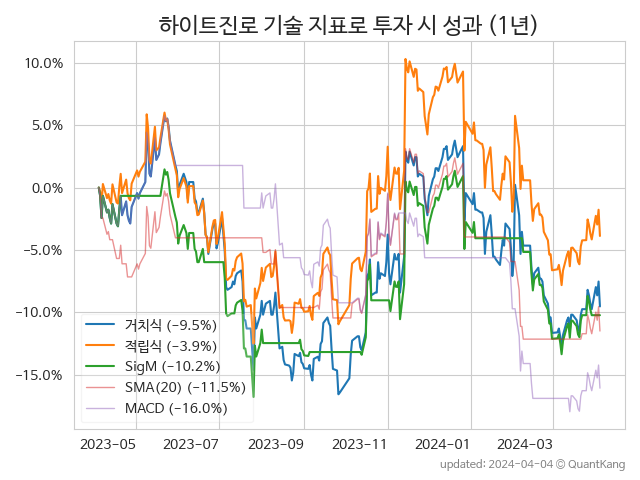 하이트진로 기술 지표로 투자 시 성과 (1년)
10.0%
5.0%
0.0%
−5.0%
−10.0%
−15.0%
거치식 (−9.5%)
적립식 (−3.9%)
SigM (−10.2%)
SMA(20) (−11.5%)
MACD (−16.0%)
2023−05 2023−07 2023−09 2023−11 2024−01 2024−03
updated: 2024−04−04 © QuantKang